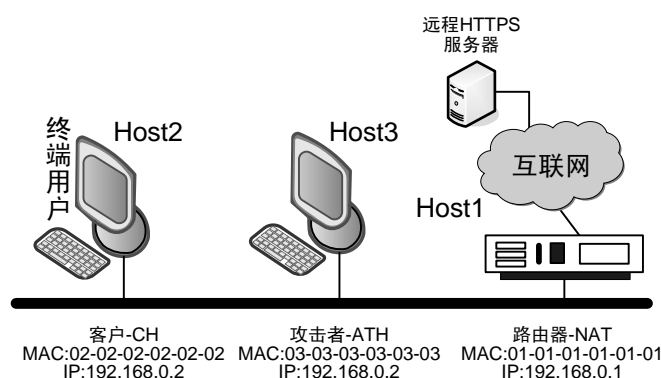 远程HTTPS
服务器
终端用户
Host2
Host3
互联网
Host1
客户-CH
MAC:02-02-02-02-02-02
IP:192.168.0.2
攻击者-ATH
MAC:03-03-03-03-03-03
IP:192.168.0.2
路由器-NAT
MAC:01-01-01-01-01-01
IP:192.168.0.1